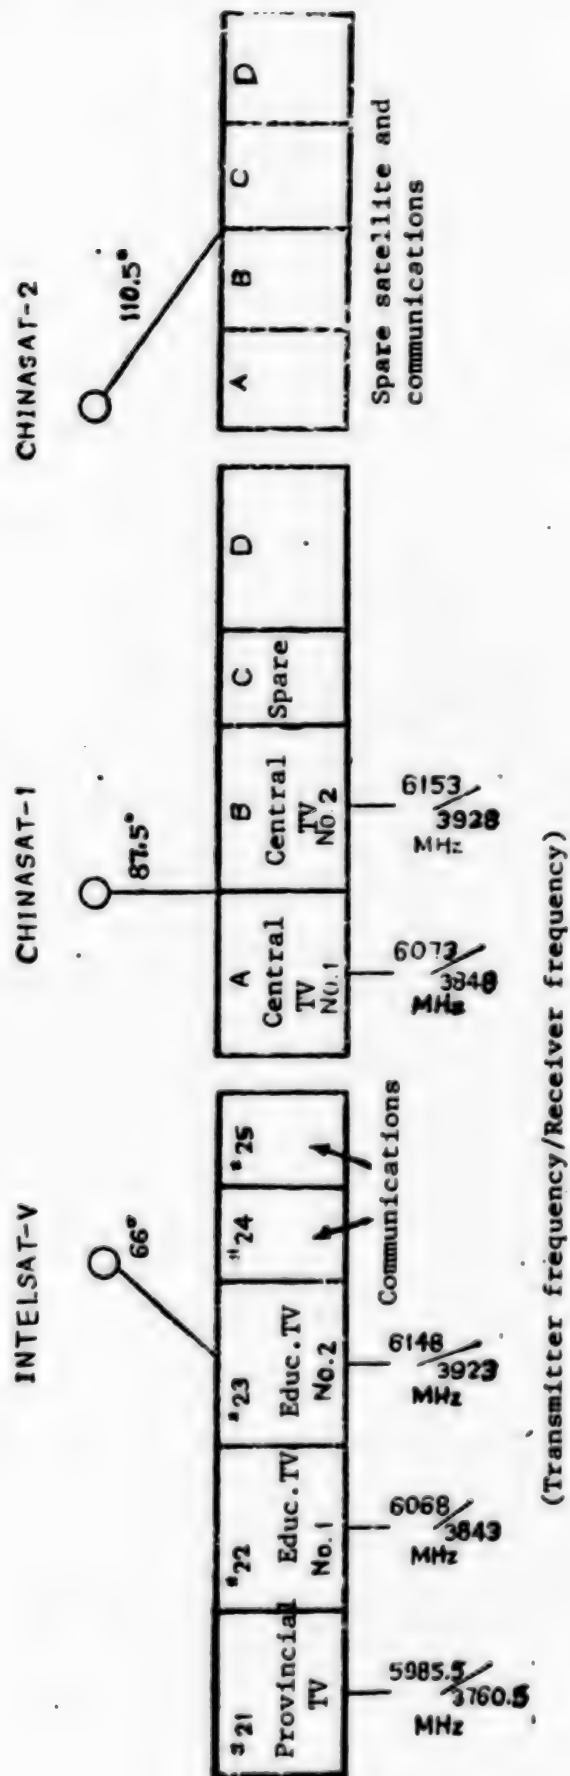 INTELSAT-V
66°
#21
Provincial
TV
#22
Educ.TV
No.1
#23
Educ.TV
No.2
#24
#25
Communications
5985.5/3760.5
MHz
6068/3843
MHz
6148/3923
MHz
CHINASAT-1
87.5°
A
Central
TV
No.1
B
Central
TV
No.2
C
Spare
D
6073/3848
MHz
6153/3928
MHz
CHINASAT-2
110.5°
A
B
C
D
Spare satellite and
communications
(Transmitter frequency/Receiver frequency)